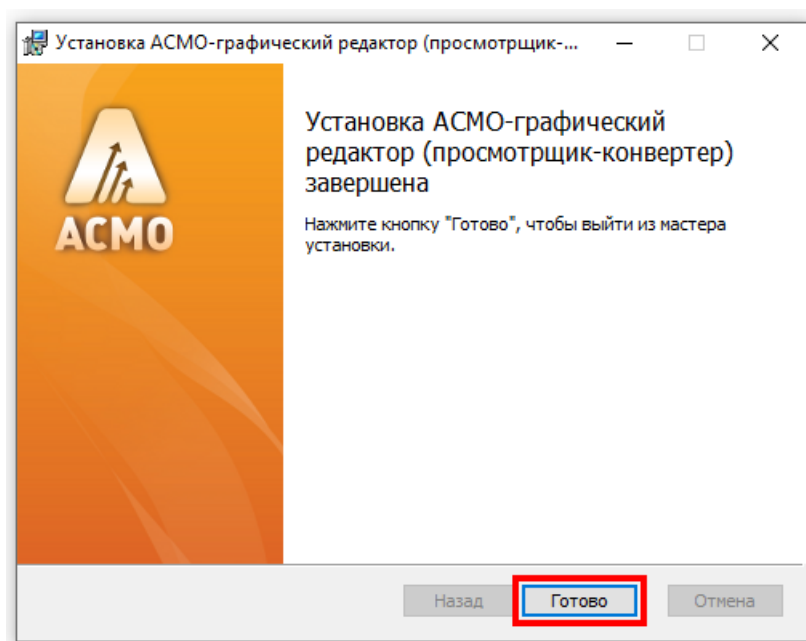 Установка АСМО-графический редактор (просмотрщик-...
Установка АСМО-графический
редактор (просмотрщик-конвертер)
завершена
Нажмите кнопку "Готово", чтобы выйти из мастера
установки.
АСМО
Назад
Готово
Отмена